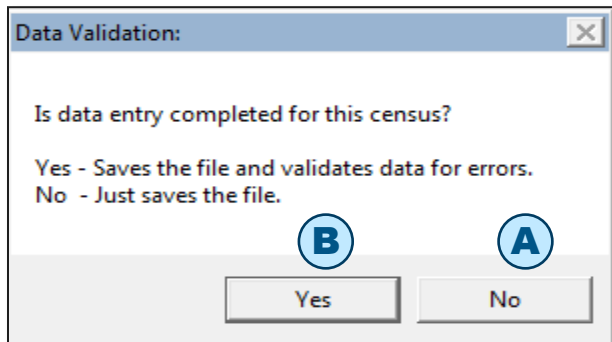 Data Validation:
Is data entry completed for this census?
Yes - Saves the file and validates data for errors.
No - Just saves the file.
B A
Yes No